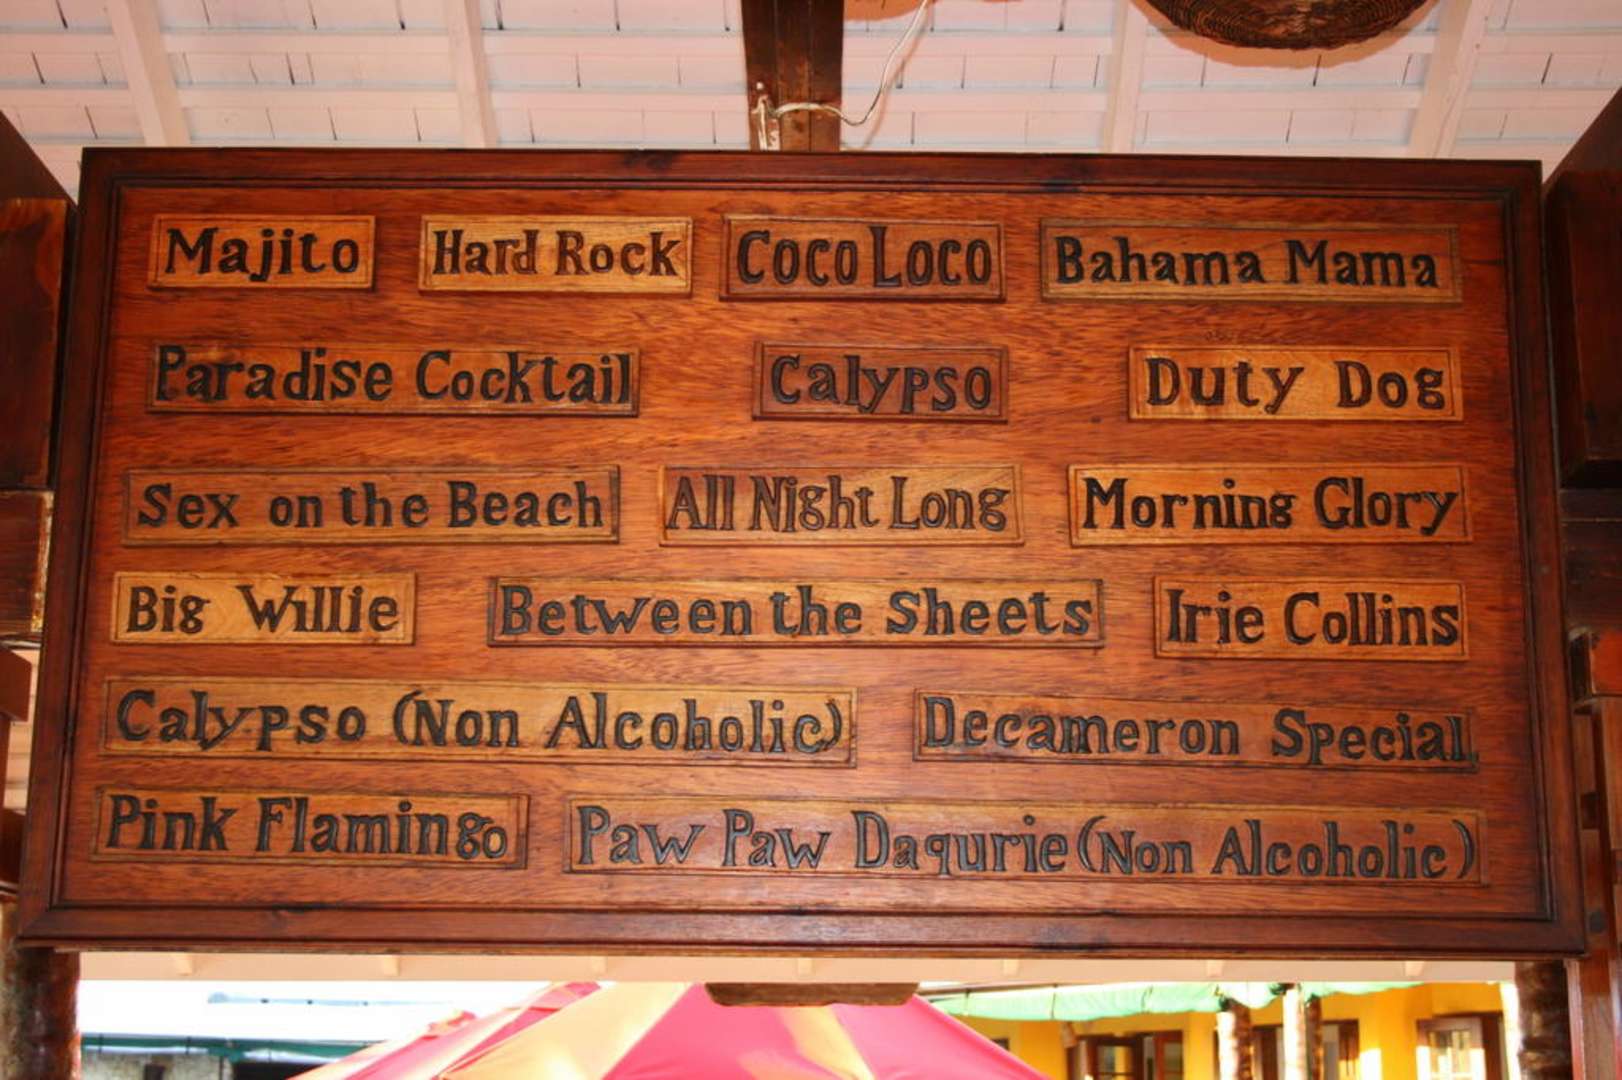 Majito Hard Rock Coco Loco Bahama Mama
Paradise Cocktail Calypso Duty Dog
Sex on the Beach All Night Long Morning Glory
Big Willie Between the Sheets Irie Collins
Calypso (Non Alcoholic) Decameron Special
Pink Flamingo Paw Paw Daqurie (Non Alcoholic)